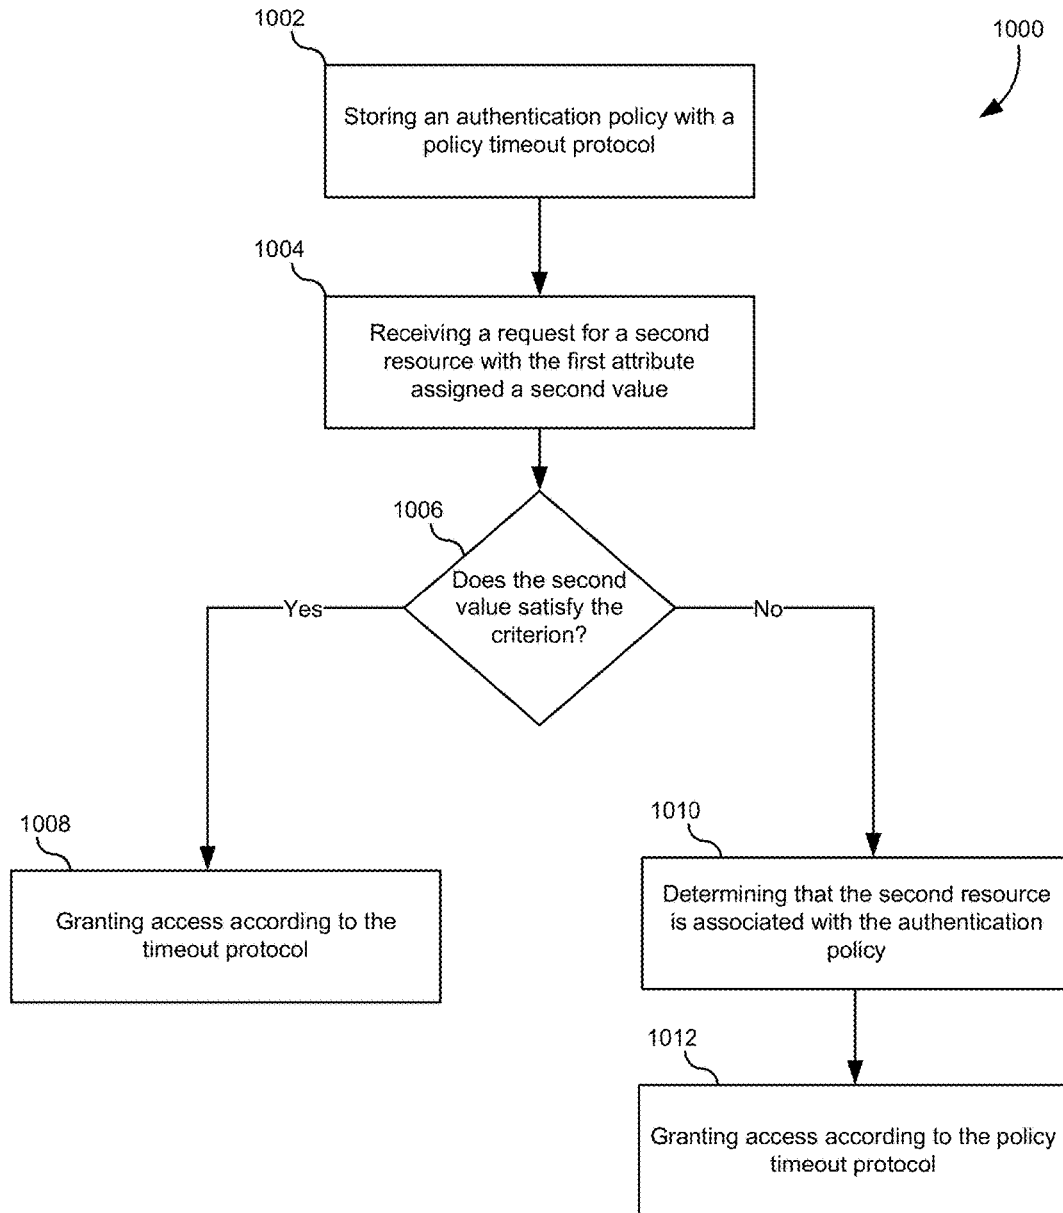 1002
1000
Storing an authentication policy with a
policy timeout protocol
1004
Receiving a request for a second
resource with the first attribute
assigned a second value
1006
Does the second
value satisfy the
criterion?
Yes
No
1008
Granting access according to the
timeout protocol
1010
Determining that the second resource
is associated with the authentication
policy
1012
Granting access according to the policy
timeout protocol